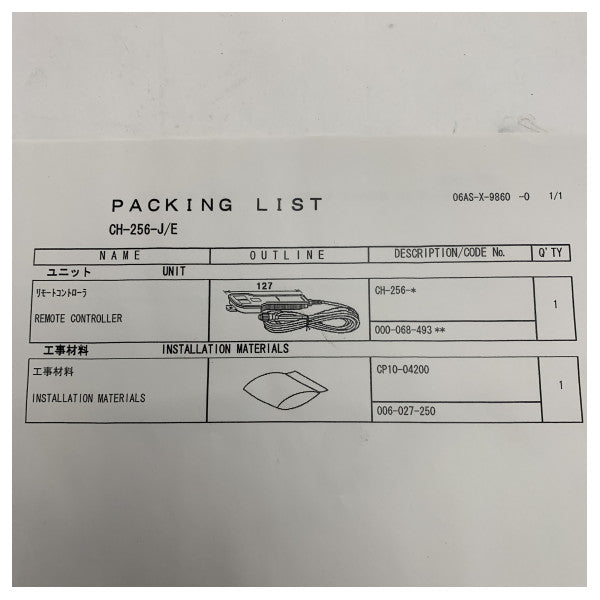 PACKING LIST
06AS-X-9860 -0 1/1
CH-256-J/E
NAME OUTLINE DESCRIPTION/CODE No. Q'TY
ユニット UNIT
リモートコントローラ
REMOTE CONTROLLER
127
CH-256-*
000-068-493 **
1
工事材料 INSTALLATION MATERIALS
工事材料
INSTALLATION MATERIALS
CP10-04200
006-027-250
1